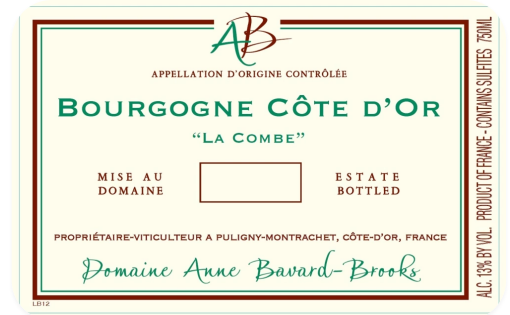 AB
APPELLATION D'ORIGINE CONTRÔLÉE
BOURGOGNE CÔTE D'OR
"LA COMBE"
MISE AU
DOMAINE
ESTATE
BOTTLED
PROPRIÉTAIRE-VITICULTEUR A PULIGNY-MONTRACHET, CÔTE-D'OR, FRANCE
Domaine Anne Bavard-Brooks
LB12
ALC. 13% BY VOL. PRODUCT OF FRANCE - CONTAINS SULFITES 750ML